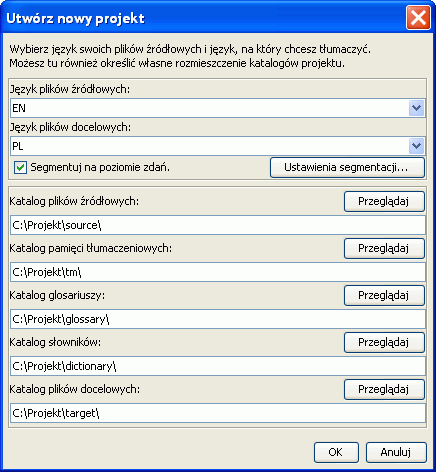 Utwórz nowy projekt
Wybierz język swoich plików źródłowych i język, na który chcesz tłumaczyć.
Możesz tu również określić własne rozmieszczenie katalogów projektu.
Język plików źródłowych:
EN
Język plików docelowych:
PL
Segmentuj na poziomie zdań.
Ustawienia segmentacji...
Katalog plików źródłowych:
Przeglądaj
C:\Projekt\source\
Katalog pamięci tłumaczeniowych:
Przeglądaj
C:\Projekt\tm\
Katalog glosariuszy:
Przeglądaj
C:\Projekt\glossary\
Katalog słowników:
Przeglądaj
C:\Projekt\dictionary\
Katalog plików docelowych:
Przeglądaj
C:\Projekt\target\
OK
Anuluj